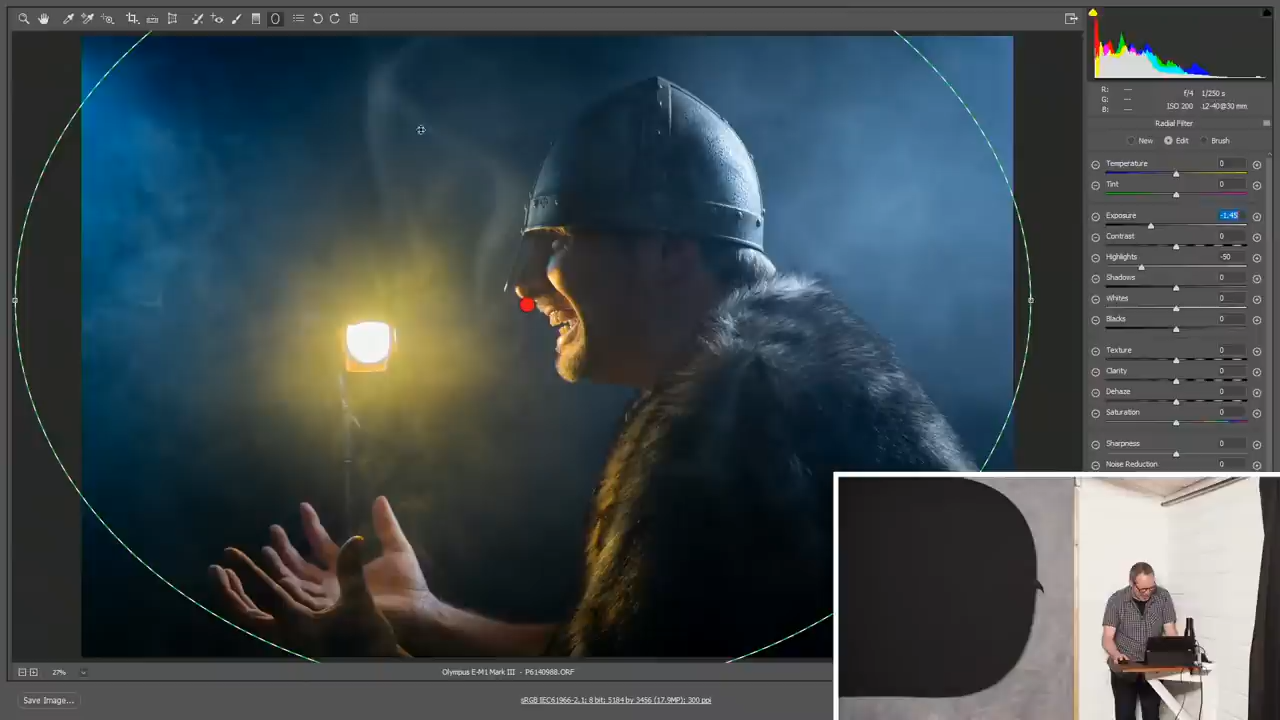 R: ---
G: ---
B: ---
f/4 1/250 s
ISO 200 12-40@30 mm
Radial Filter
New Edit Brush
Temperature 0
Tint 0
Exposure -1.45
Contrast 0
Highlights -50
Shadows 0
Whites 0
Blacks 0
Texture 0
Clarity 0
Dehaze 0
Saturation 0
Sharpness 0
Noise Reduction 0
27% Olympus E-M1 Mark III - P6140988.ORF
Save Image... sRGB IEC61966-2.1; 8 bit; 5184 by 3456 (17.9MP); 300 ppi